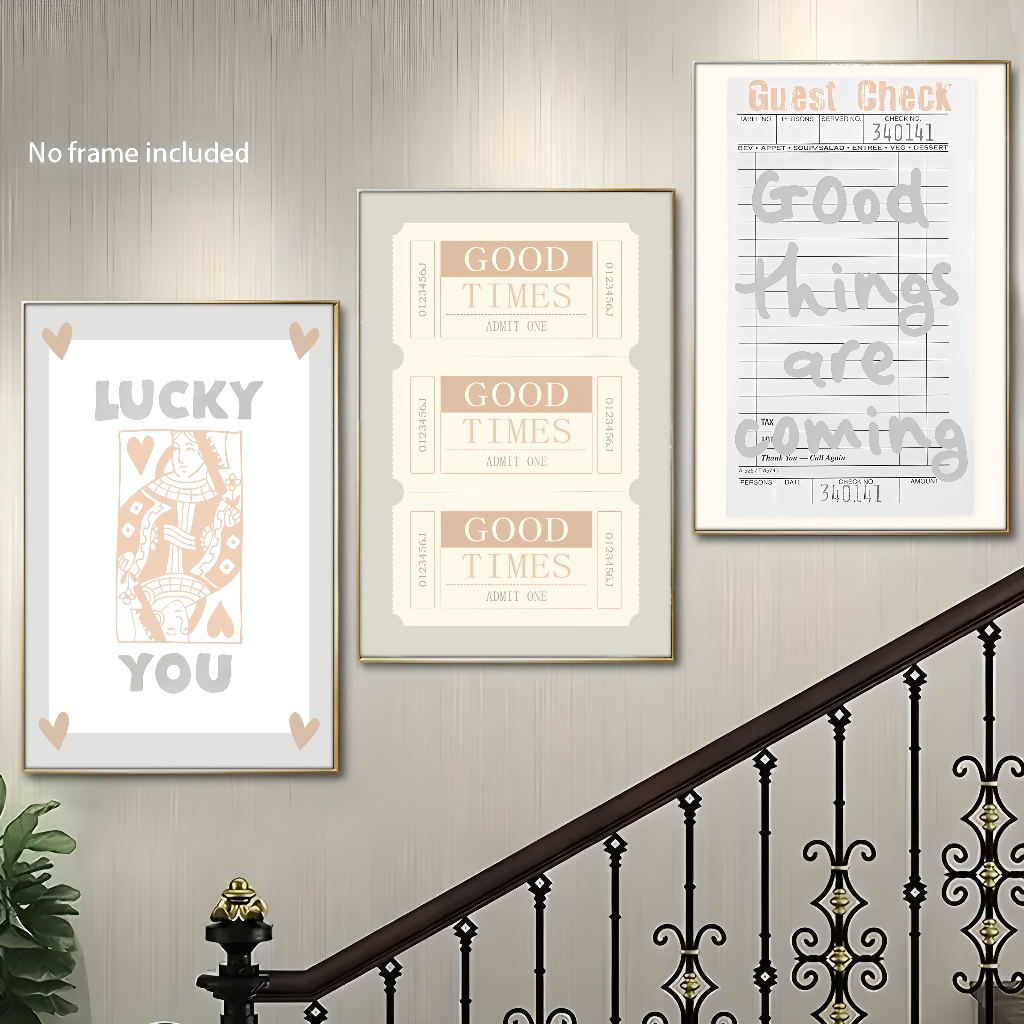 No frame included
LUCKY
YOU
GOOD
TIMES
ADMIT ONE
0123456J
0123456J
GOOD
TIMES
ADMIT ONE
0123456J
0123456J
GOOD
TIMES
ADMIT ONE
0123456J
0123456J
Guest Check
TABLE NO. PERSONS SERVER NO. CHECK NO.
340141
BEV • APPET • SOUP/SALAD • ENTREE • VEG • DESSERT
Good
things
are
TAX
coming
Thank You — Call Again
PERSONS DATE CHECK NO. AMOUNT
340141